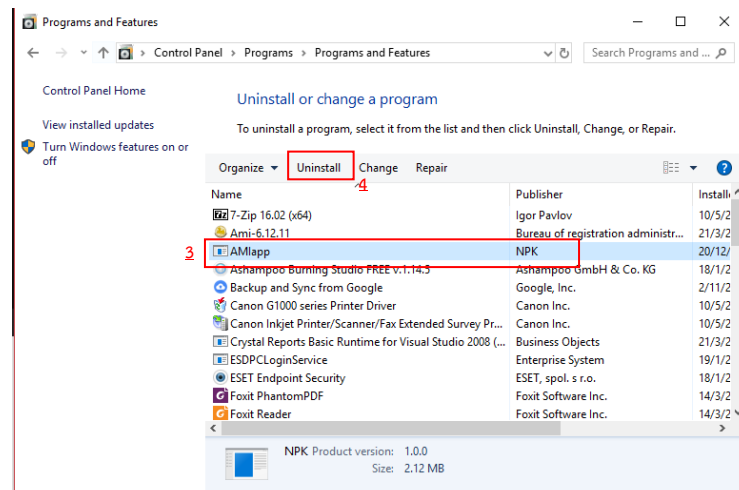 Programs and Features
Control Panel > Programs > Programs and Features
Search Programs and ...
Control Panel Home
View installed updates
Turn Windows features on or
off
Uninstall or change a program
To uninstall a program, select it from the list and then click Uninstall, Change, or Repair.
Organize Uninstall Change Repair
4
Name Publisher Install
7-Zip 16.02 (x64) Igor Pavlov 10/5/2
Ami-6.12.11 Bureau of registration administr... 21/3/2
3 AMIapp NPK 20/12/
Ashampoo Burning Studio FREE v.1.14.5 Ashampoo GmbH & Co. KG 18/1/2
Backup and Sync from Google Google, Inc. 2/11/2
Canon G1000 series Printer Driver Canon Inc. 10/5/2
Canon Inkjet Printer/Scanner/Fax Extended Survey Pr... Canon Inc. 10/5/2
Crystal Reports Basic Runtime for Visual Studio 2008 (... Business Objects 21/3/2
ESDPCLoginService Enterprise System 19/1/2
ESET Endpoint Security ESET, spol. s r.o. 18/1/2
Foxit PhantomPDF Foxit Software Inc. 14/3/2
Foxit Reader Foxit Software Inc. 14/3/2
NPK Product version: 1.0.0
Size: 2.12 MB